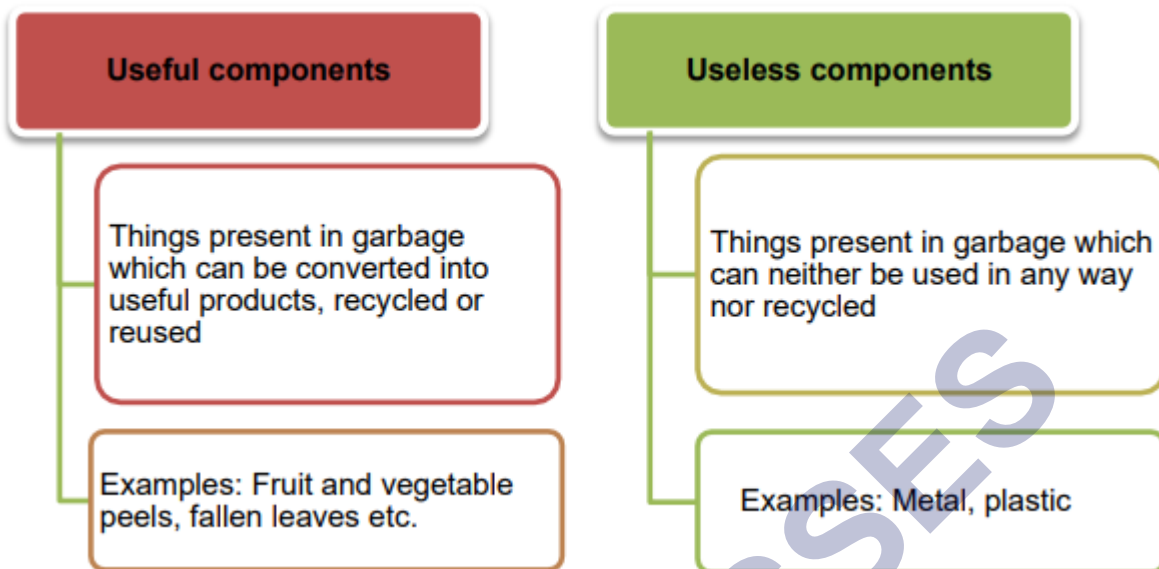 Useful components
Things present in garbage
which can be converted into
useful products, recycled or
reused
Examples: Fruit and vegetable
peels, fallen leaves etc.
Useless components
Things present in garbage which
can neither be used in any way
nor recycled
Examples: Metal, plastic
SSES